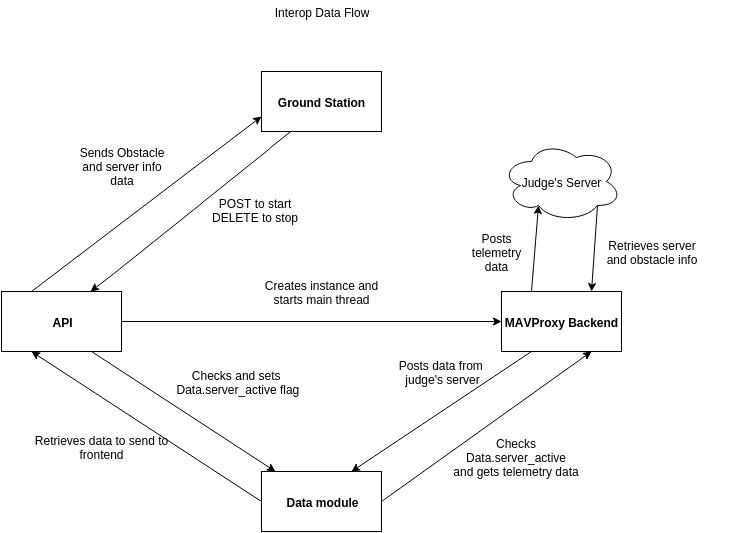 Interop Data Flow
Ground Station
Sends Obstacle
and server info
data
POST to start
DELETE to stop
Judge's Server
Posts
telemetry
data
Retrieves server
and obstacle info
Creates instance and
starts main thread
API
MAVProxy Backend
Checks and sets
Data.server_active flag
Posts data from
judge's server
Retrieves data to send to
frontend
Checks
Data.server_active
and gets telemetry data
Data module